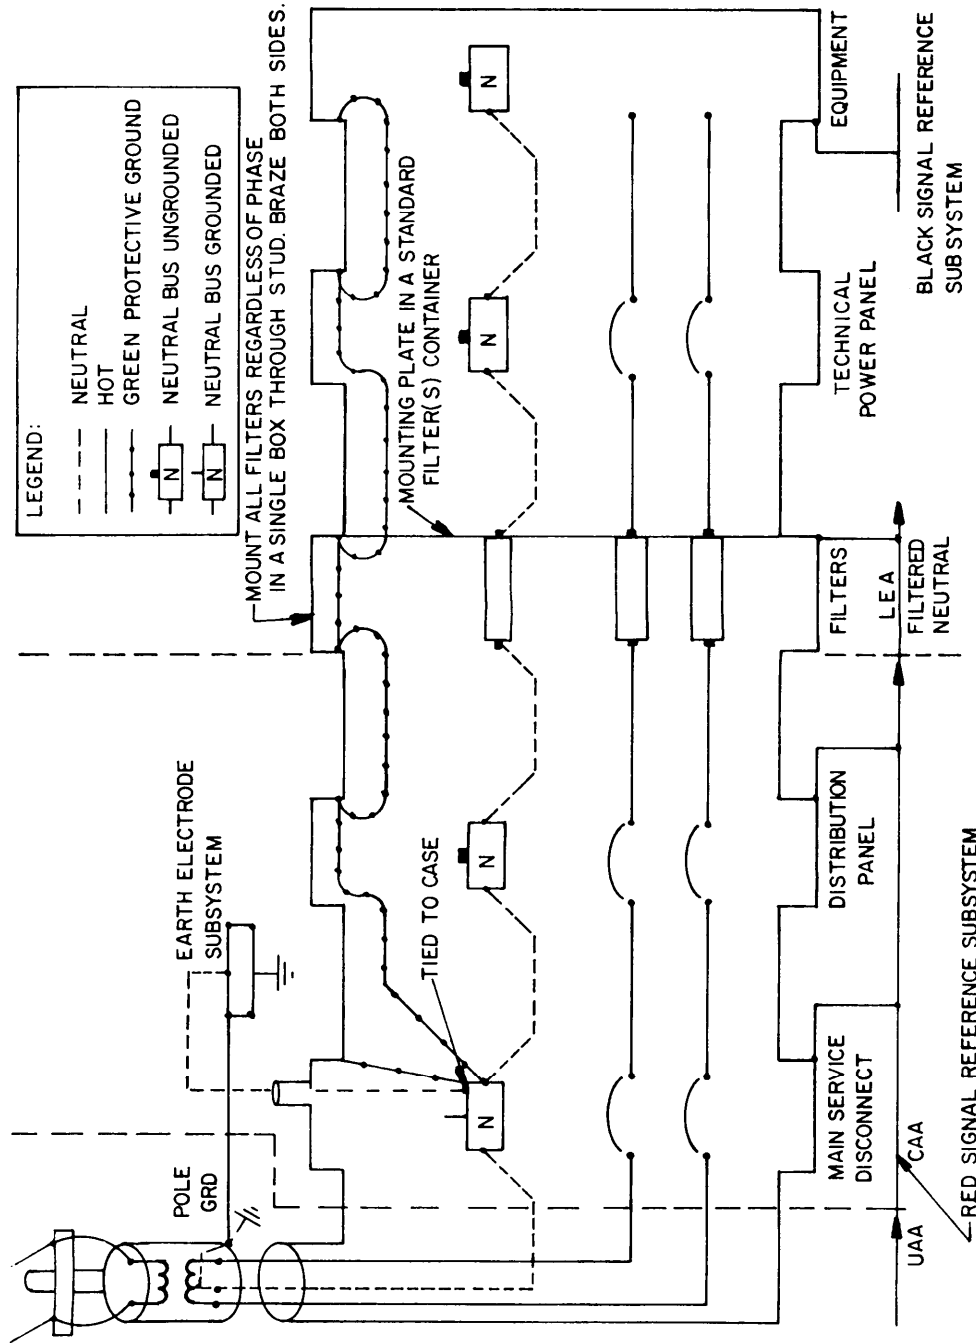 LEGEND:
NEUTRAL
HOT
GREEN PROTECTIVE GROUND
N NEUTRAL BUS UNGROUNDED
N NEUTRAL BUS GROUNDED
MOUNT ALL FILTERS REGARDLESS OF PHASE
IN A SINGLE BOX THROUGH STUD. BRAZE BOTH SIDES.
MOUNTING PLATE IN A STANDARD
FILTER(S) CONTAINER
EARTH ELECTRODE
SUBSYSTEM
POLE
GRD
TIED TO CASE
N
N
N
N
MAIN SERVICE
DISCONNECT
DISTRIBUTION
PANEL
FILTERS
TECHNICAL
POWER PANEL
EQUIPMENT
UAA
CAA
LEA
FILTERED
NEUTRAL
RED SIGNAL REFERENCE SUBSYSTEM
BLACK SIGNAL REFERENCE
SUBSYSTEM